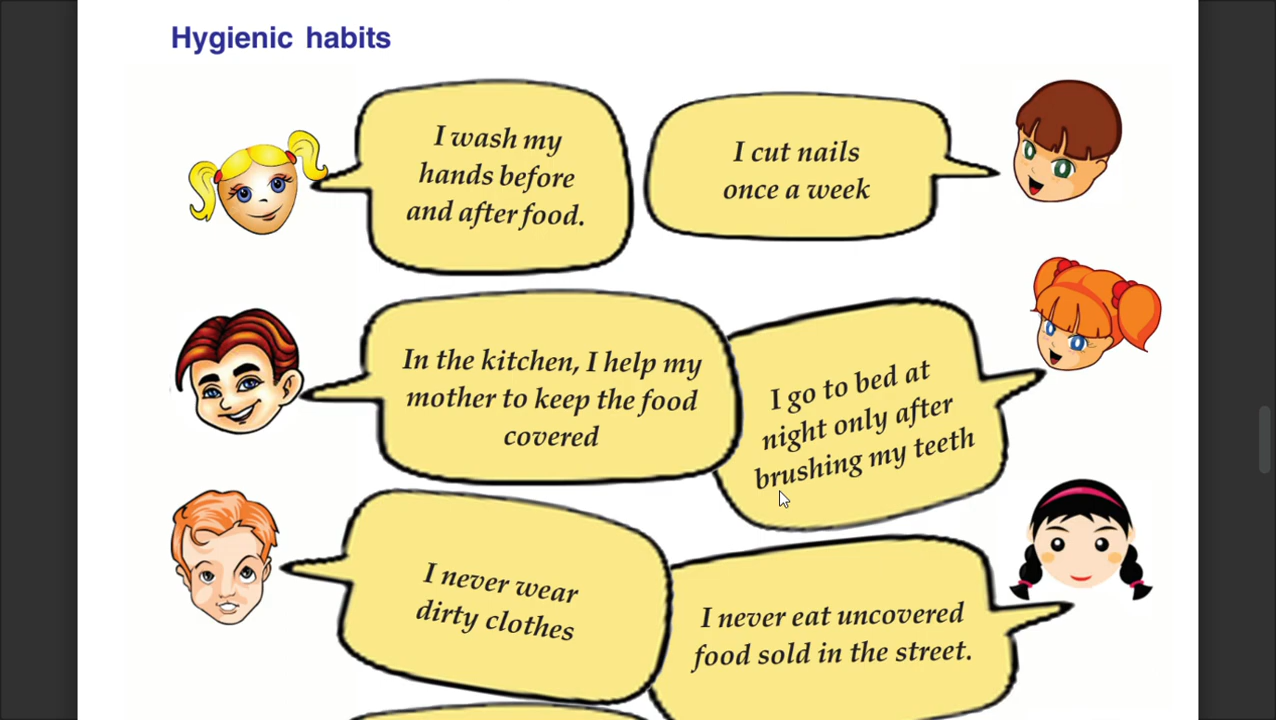 Hygienic habits
I wash my
hands before
and after food.
I cut nails
once a week
In the kitchen, I help my
mother to keep the food
covered
I go to bed at
night only after
brushing my teeth
I never wear
dirty clothes
I never eat uncovered
food sold in the street.